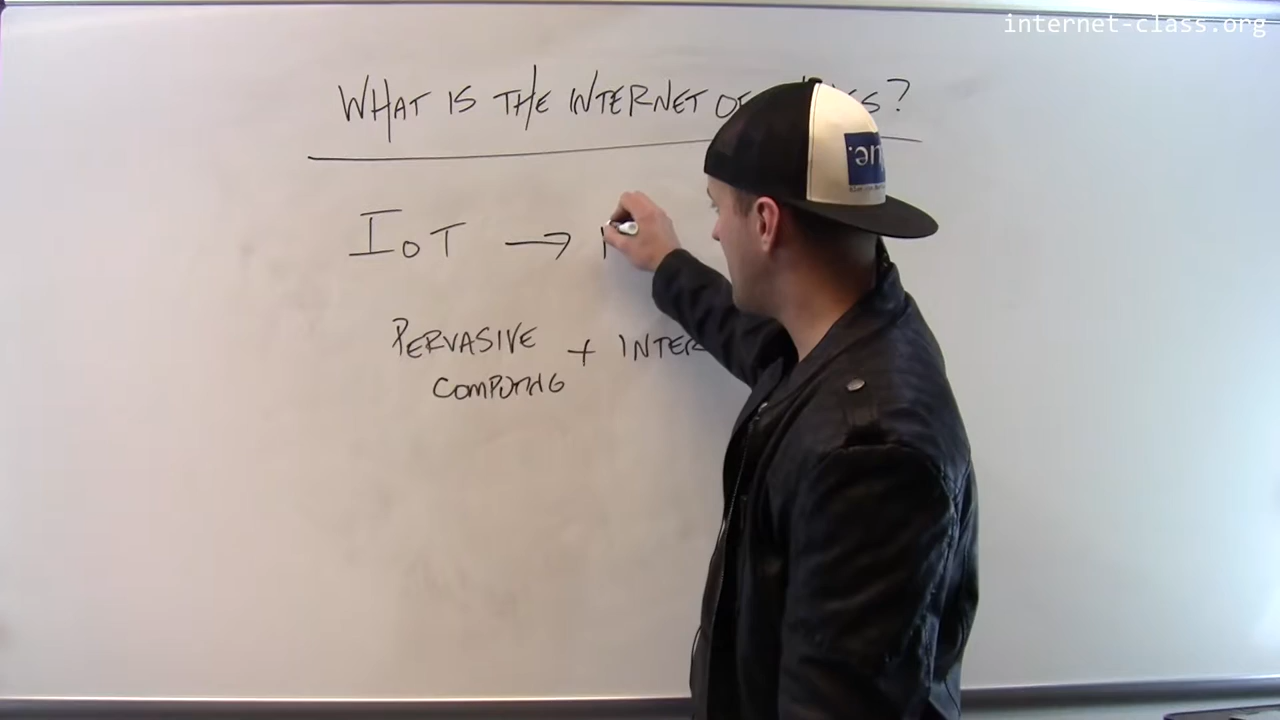 internet-class.org
WHAT IS THE INTERNET OF ?
IoT →
PERVASIVE + INTER
COMPUTING